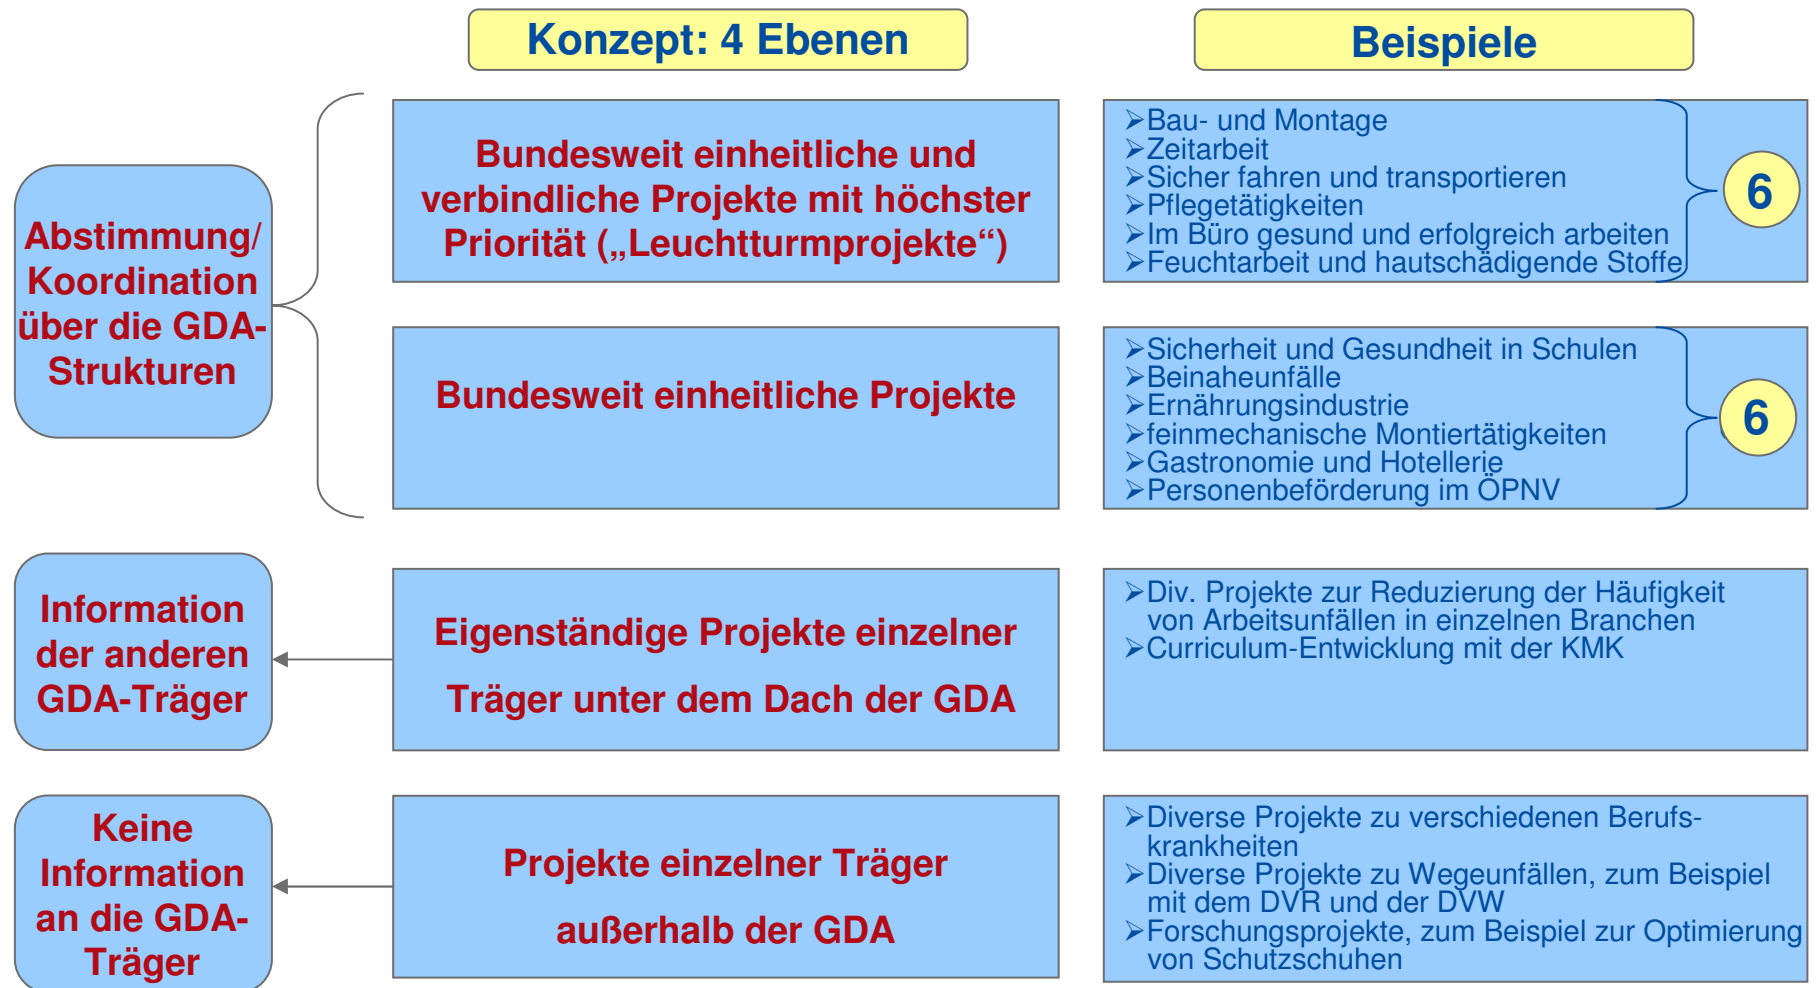 Konzept: 4 Ebenen
Beispiele
Abstimmung/
Koordination
über die GDA-
Strukturen
Bundesweit einheitliche und
verbindliche Projekte mit höchster
Priorität („Leuchtturmprojekte“)
➢Bau- und Montage
➢Zeitarbeit
➢Sicher fahren und transportieren
➢Pflegetätigkeiten
➢Im Büro gesund und erfolgreich arbeiten
➢Feuchtarbeit und hautschädigende Stoffe
6
Bundesweit einheitliche Projekte
➢Sicherheit und Gesundheit in Schulen
➢Beinaheunfälle
➢Ernährungsindustrie
➢feinmechanische Montiertätigkeiten
➢Gastronomie und Hotellerie
➢Personenbeförderung im ÖPNV
6
Information
der anderen
GDA-Träger
Eigenständige Projekte einzelner
Träger unter dem Dach der GDA
➢Div. Projekte zur Reduzierung der Häufigkeit
von Arbeitsunfällen in einzelnen Branchen
➢Curriculum-Entwicklung mit der KMK
Keine
Information
an die GDA-
Träger
Projekte einzelner Träger
außerhalb der GDA
➢Diverse Projekte zu verschiedenen Berufs-
krankheiten
➢Diverse Projekte zu Wegeunfällen, zum Beispiel
mit dem DVR und der DVW
➢Forschungsprojekte, zum Beispiel zur Optimierung
von Schutzschuhen